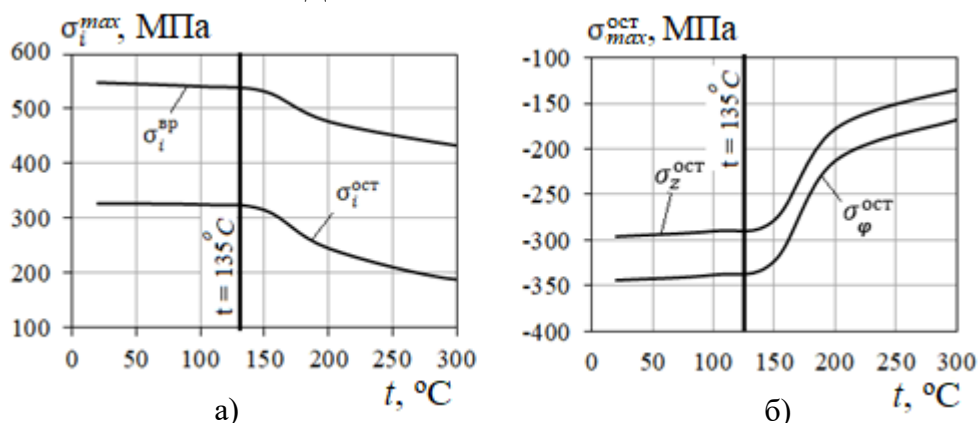 σ_i^max, МПа
600
500
400
300
200
100
0 50 100 150 200 250 300
t, ºC
σ_i^вр
σ_i^ост
t = 135°C
а)
σ_max^ост, МПа
-100
-150
-200
-250
-300
-350
-400
0 50 100 150 200 250 300
t, ºC
σ_z^ост
σ_φ^ост
t = 135°C
б)